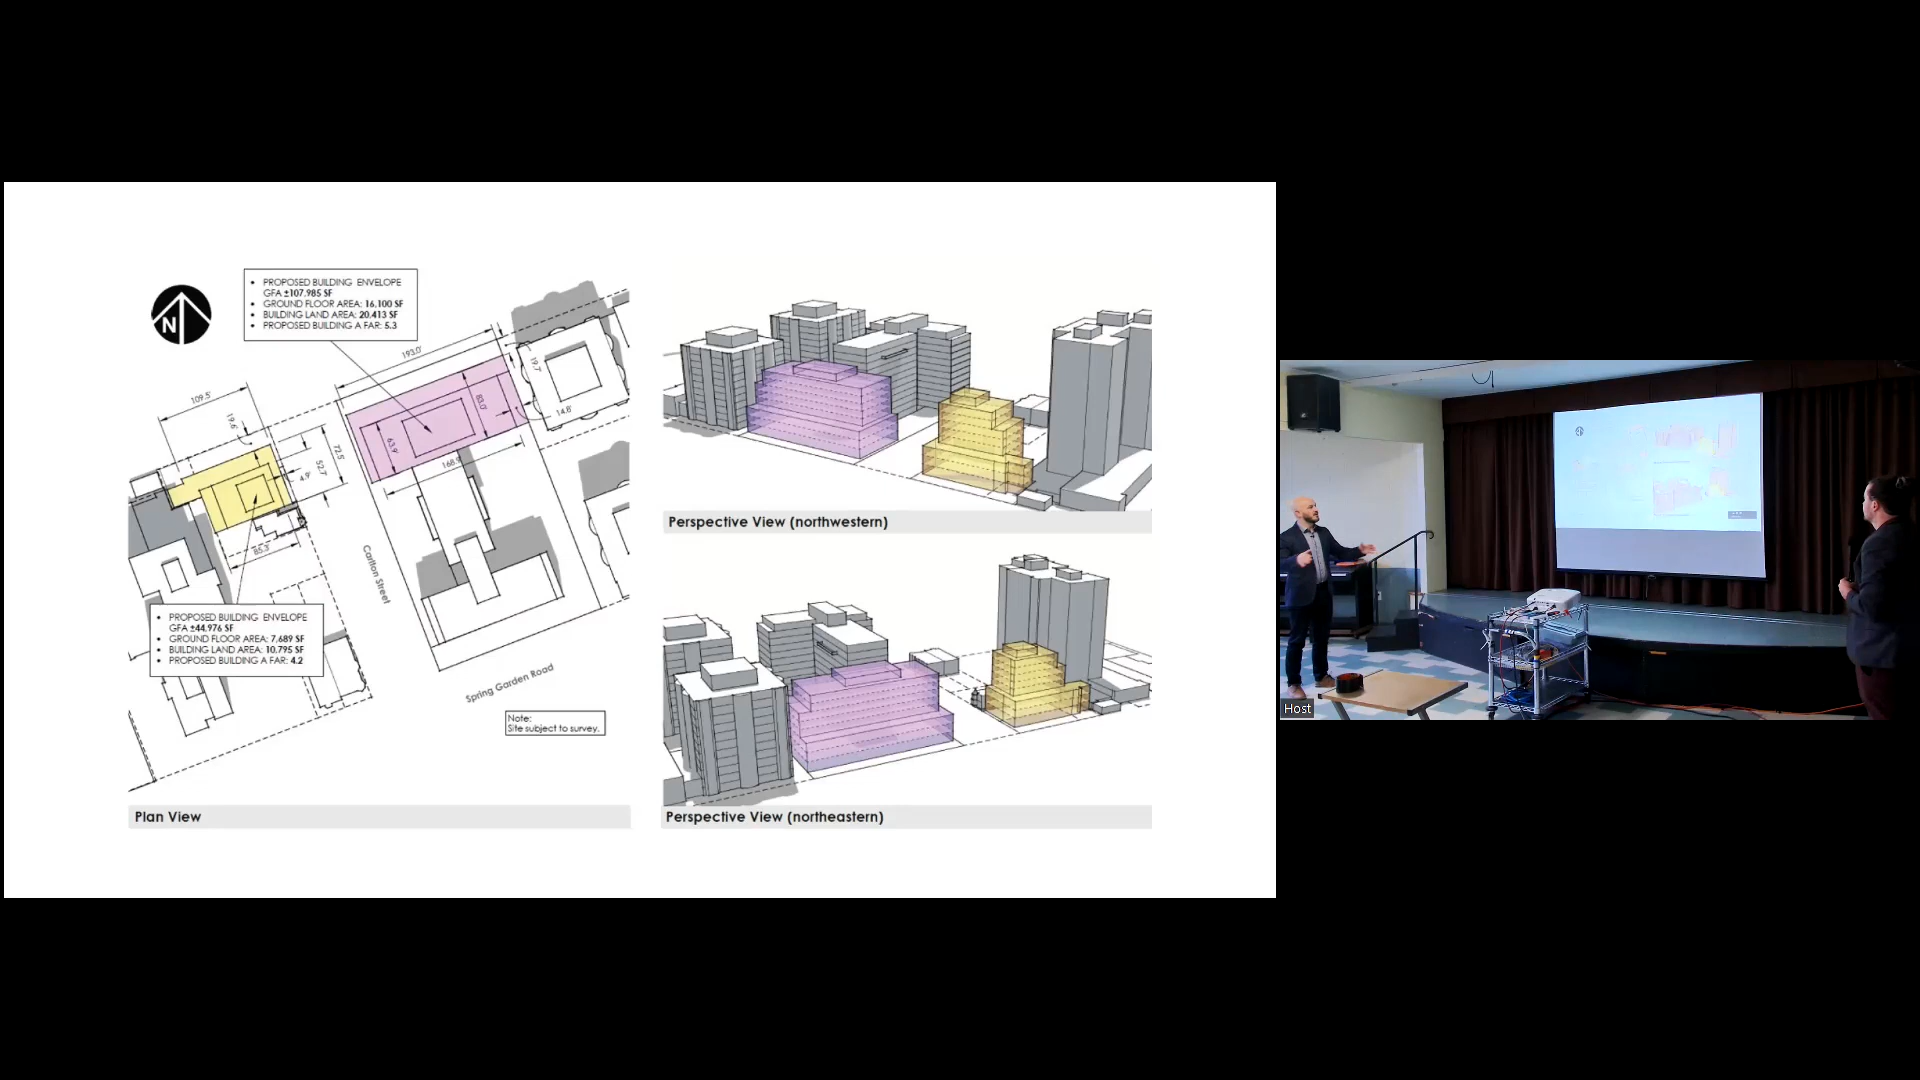 PROPOSED BUILDING ENVELOPE
GFA ±107,985 SF
GROUND FLOOR AREA: 16,100 SF
BUILDING LAND AREA: 20,413 SF
PROPOSED BUILDING A FAR: 5.3
N
193.0'
19.7'
83.0'
14.8'
63.9'
168.9'
109.5'
19.6'
72.5'
52.7'
4.9'
85.3'
Carlton Street
PROPOSED BUILDING ENVELOPE
GFA ±44,976 SF
GROUND FLOOR AREA: 7,689 SF
BUILDING LAND AREA: 10,795 SF
PROPOSED BUILDING A FAR: 4.2
Spring Garden Road
Note:
Site subject to survey.
Plan View
Perspective View (northwestern)
Perspective View (northeastern)
Host